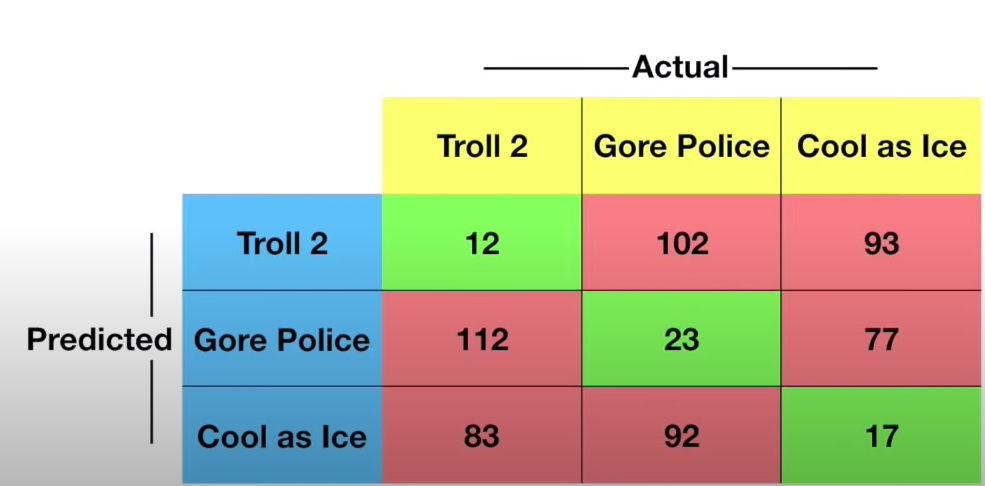 Actual
Troll 2 Gore Police Cool as Ice
Troll 2 12 102 93
Predicted Gore Police 112 23 77
Cool as Ice 83 92 17